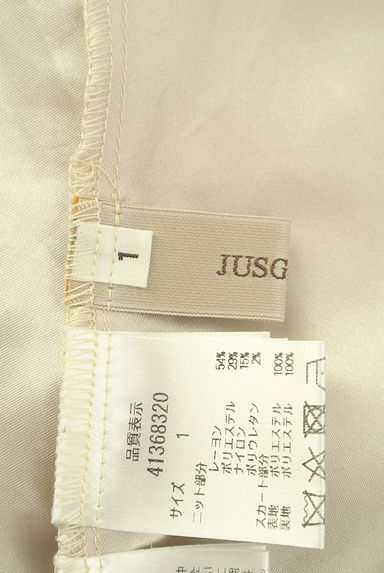 1
JUSG
品質表示
41368320
サイズ 1
ニット部分
レーヨン 54%
ポリエステル 29%
ナイロン 15%
ポリウレタン 2%
スカート部分
表地 ポリエステル 100%
裏地 ポリエステル 100%